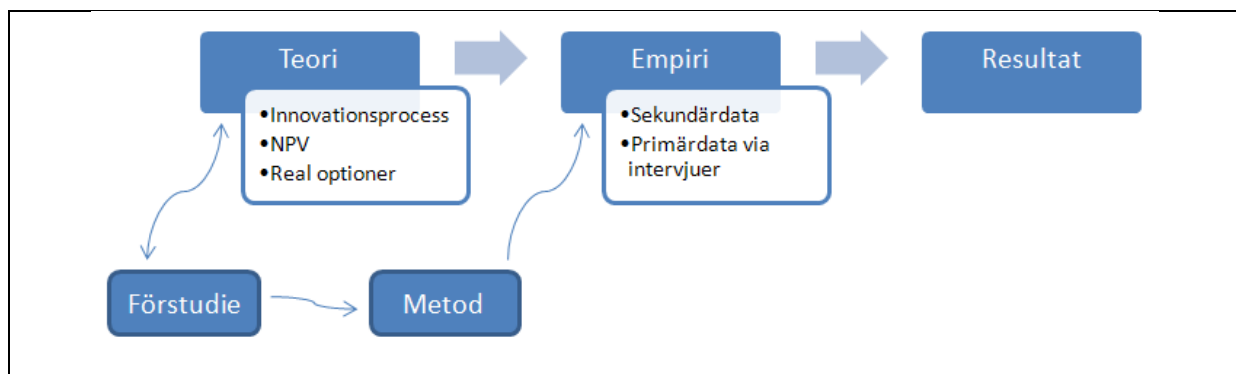 Teori
•Innovationsprocess
•NPV
•Real optioner
Empiri
•Sekundärdata
•Primärdata via
intervjuer
Resultat
Förstudie
Metod